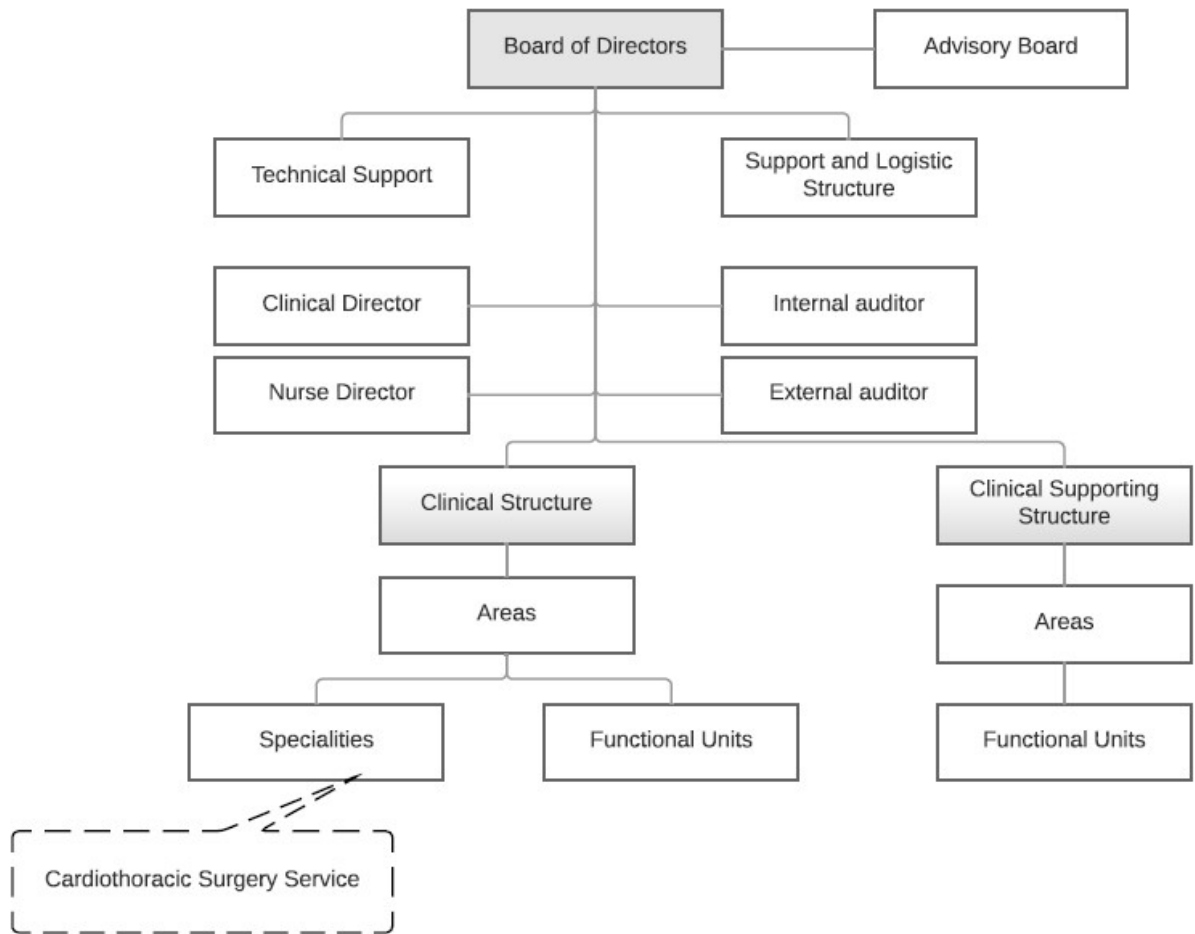 Board of Directors
Advisory Board
Technical Support
Support and Logistic
Structure
Clinical Director
Internal auditor
Nurse Director
External auditor
Clinical Structure
Clinical Supporting
Structure
Areas
Areas
Specialities
Functional Units
Functional Units
Cardiothoracic Surgery Service